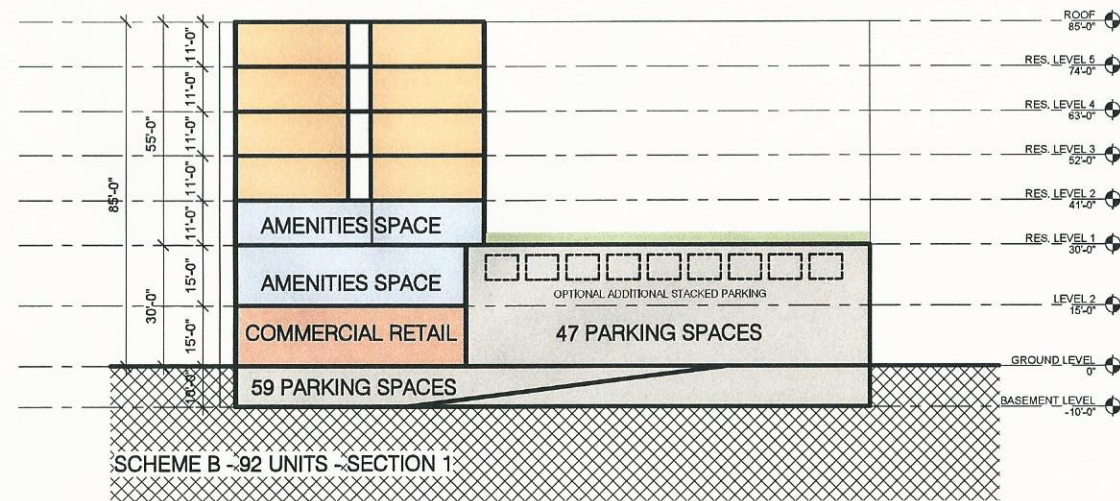 ROOF
85'-0"
11'-0"
RES. LEVEL 5
74'-0"
11'-0"
RES. LEVEL 4
63'-0"
55'-0"
11'-0"
RES. LEVEL 3
52'-0"
11'-0"
RES. LEVEL 2
41'-0"
85'-0"
11'-0"
AMENITIES SPACE
RES. LEVEL 1
30'-0"
15'-0"
AMENITIES SPACE
OPTIONAL ADDITIONAL STACKED PARKING
LEVEL 2
15'-0"
30'-0"
15'-0"
COMMERCIAL RETAIL
47 PARKING SPACES
GROUND LEVEL
0"
10'-0"
59 PARKING SPACES
BASEMENT LEVEL
-10'-0"
SCHEME B - 92 UNITS - SECTION 1